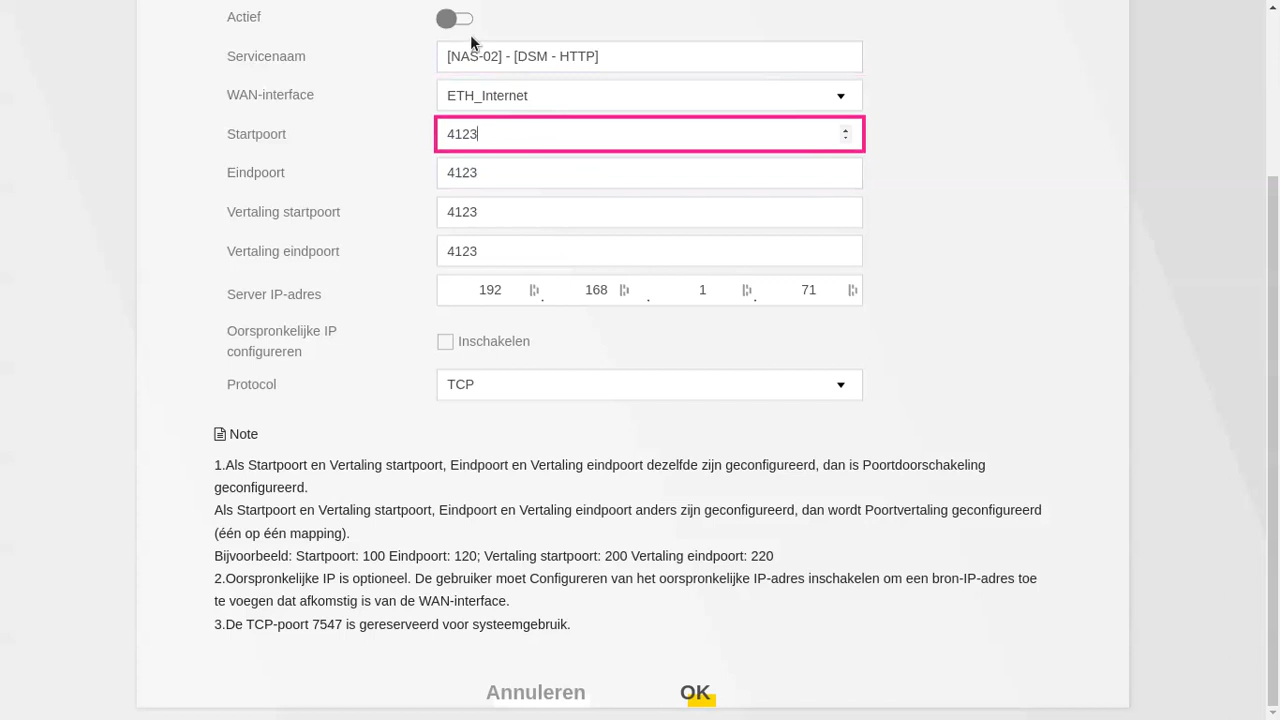 Actief
Servicenaam [NAS-02] - [DSM - HTTP]
WAN-interface ETH_Internet
Startpoort 4123
Eindpoort 4123
Vertaling startpoort 4123
Vertaling eindpoort 4123
Server IP-adres 192 . 168 . 1 . 71
Oorspronkelijke IP
configureren
Inschakelen
Protocol TCP
Note
1.Als Startpoort en Vertaling startpoort, Eindpoort en Vertaling eindpoort dezelfde zijn geconfigureerd, dan is Poortdoorschakeling
geconfigureerd.
Als Startpoort en Vertaling startpoort, Eindpoort en Vertaling eindpoort anders zijn geconfigureerd, dan wordt Poortvertaling geconfigureerd
(één op één mapping).
Bijvoorbeeld: Startpoort: 100 Eindpoort: 120; Vertaling startpoort: 200 Vertaling eindpoort: 220
2.Oorspronkelijke IP is optioneel. De gebruiker moet Configureren van het oorspronkelijke IP-adres inschakelen om een bron-IP-adres toe
te voegen dat afkomstig is van de WAN-interface.
3.De TCP-poort 7547 is gereserveerd voor systeemgebruik.
Annuleren OK